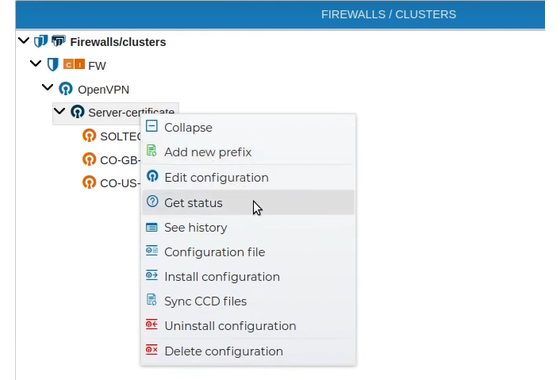 FIREWALLS / CLUSTERS
Firewalls/clusters
C I FW
OpenVPN
Server-certificate
Collapse
SOLTEC
Add new prefix
CO-GB-
Edit configuration
CO-US-
Get status
See history
Configuration file
Install configuration
Sync CCD files
Uninstall configuration
Delete configuration